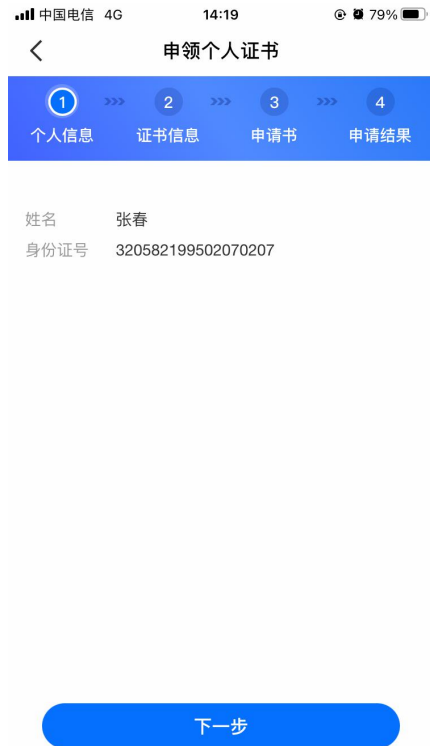 中国电信 4G 14:19 79%
申领个人证书
1 >>> 2 >>> 3 >>> 4
个人信息 证书信息 申请书 申请结果
姓名 张春
身份证号 320582199502070207
下一步